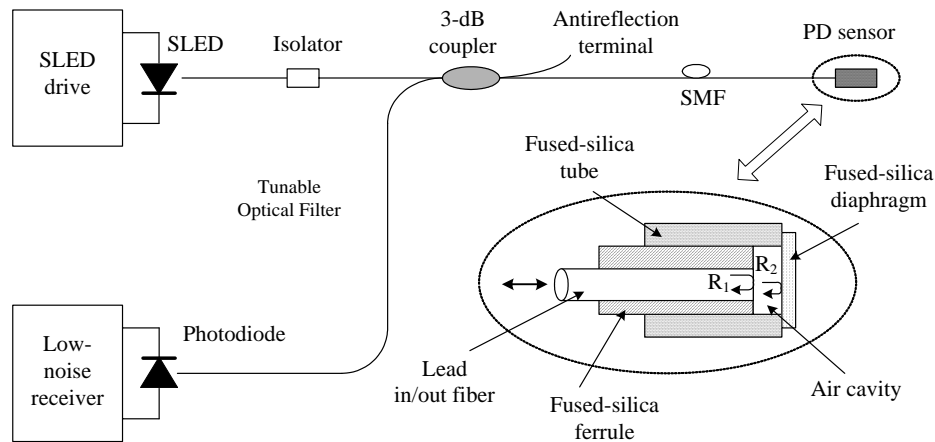 SLED
drive
SLED
Isolator
3-dB
coupler
Antireflection
terminal
SMF
PD sensor
Tunable
Optical Filter
Low-
noise
receiver
Photodiode
Fused-silica
tube
Fused-silica
diaphragm
R1
R2
Lead
in/out fiber
Fused-silica
ferrule
Air cavity